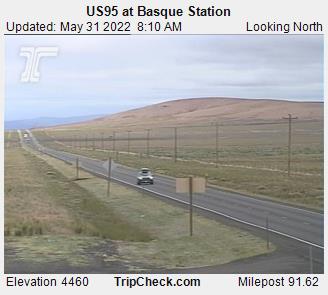 US95 at Basque Station
Updated: May 31 2022 8:10 AM Looking North
Elevation 4460 TripCheck.com Milepost 91.62